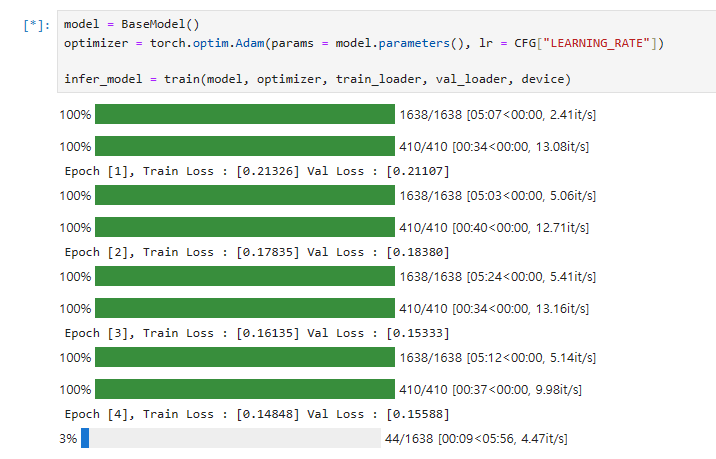 [*]: model = BaseModel()
optimizer = torch.optim.Adam(params = model.parameters(), lr = CFG["LEARNING_RATE"])
infer_model = train(model, optimizer, train_loader, val_loader, device)
100% 1638/1638 [05:07<00:00, 2.41it/s]
100% 410/410 [00:34<00:00, 13.08it/s]
Epoch [1], Train Loss : [0.21326] Val Loss : [0.21107]
100% 1638/1638 [05:03<00:00, 5.06it/s]
100% 410/410 [00:40<00:00, 12.71it/s]
Epoch [2], Train Loss : [0.17835] Val Loss : [0.18380]
100% 1638/1638 [05:24<00:00, 5.41it/s]
100% 410/410 [00:34<00:00, 13.16it/s]
Epoch [3], Train Loss : [0.16135] Val Loss : [0.15333]
100% 1638/1638 [05:12<00:00, 5.14it/s]
100% 410/410 [00:37<00:00, 9.98it/s]
Epoch [4], Train Loss : [0.14848] Val Loss : [0.15588]
3% 44/1638 [00:09<05:56, 4.47it/s]